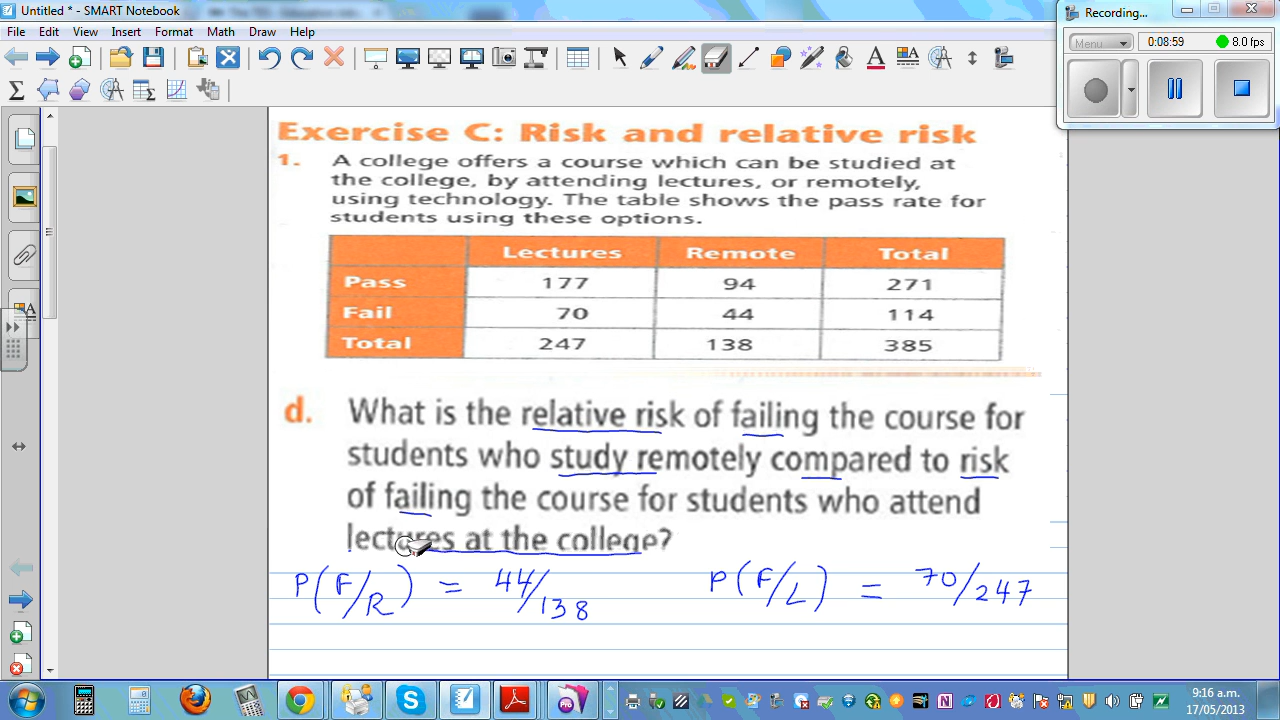 Untitled * - SMART Notebook
Recording...
File Edit View Insert Format Math Draw Help
Menu
0:08:59
8.0 fps
Exercise C: Risk and relative risk
1. A college offers a course which can be studied at
the college, by attending lectures, or remotely,
using technology. The table shows the pass rate for
students using these options.
Lectures Remote Total
Pass 177 94 271
Fail 70 44 114
Total 247 138 385
d. What is the relative risk of failing the course for
students who study remotely compared to risk
of failing the course for students who attend
lectures at the college?
P(F/R) = 44/138 P(F/L) = 70/247
9:16 a.m.
17/05/2013